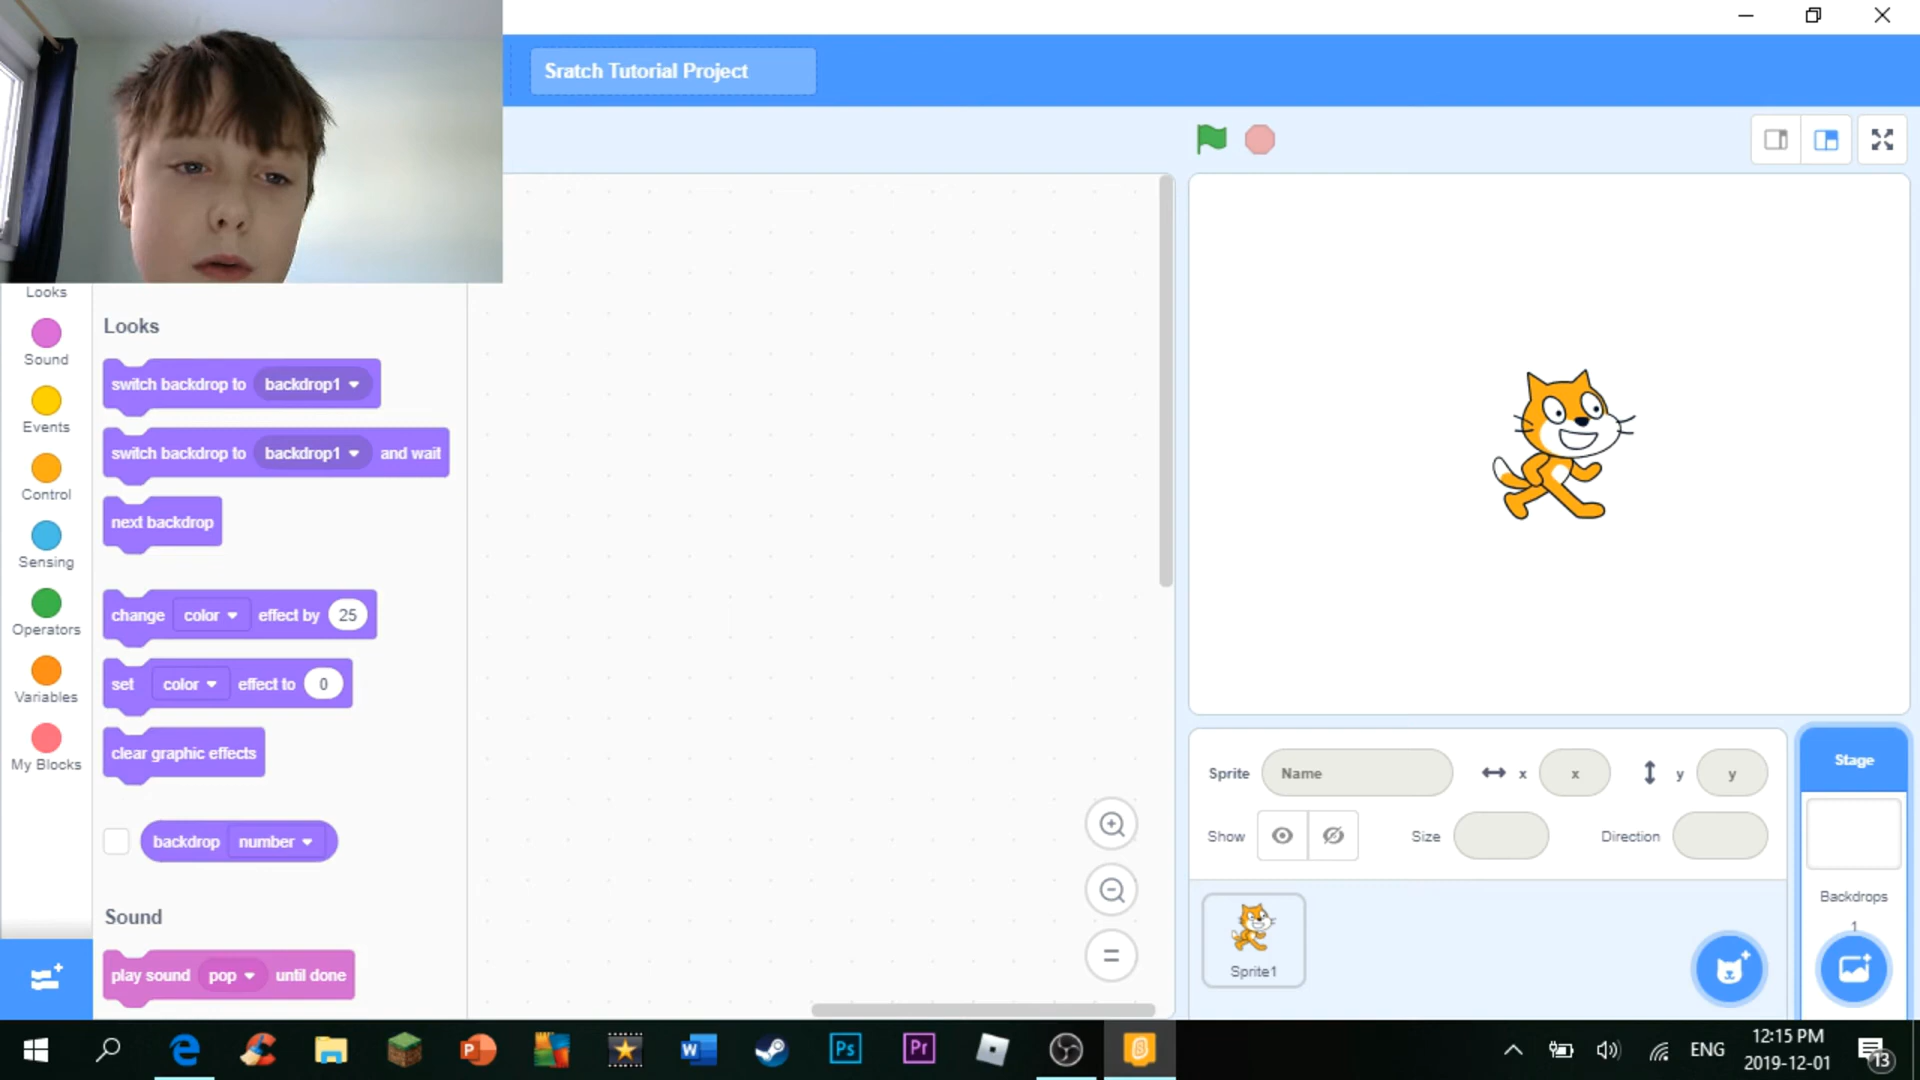 Sratch Tutorial Project
Looks
Sound
Events
Control
Sensing
Operators
Variables
My Blocks
Looks
switch backdrop to backdrop1
switch backdrop to backdrop1 and wait
next backdrop
change color effect by 25
set color effect to 0
clear graphic effects
backdrop number
Sound
play sound pop until done
Sprite Name x x y y
Show Size Direction
Sprite1
Stage
Backdrops
1
P W Ps Pr
ENG
12:15 PM
2019-12-01
13